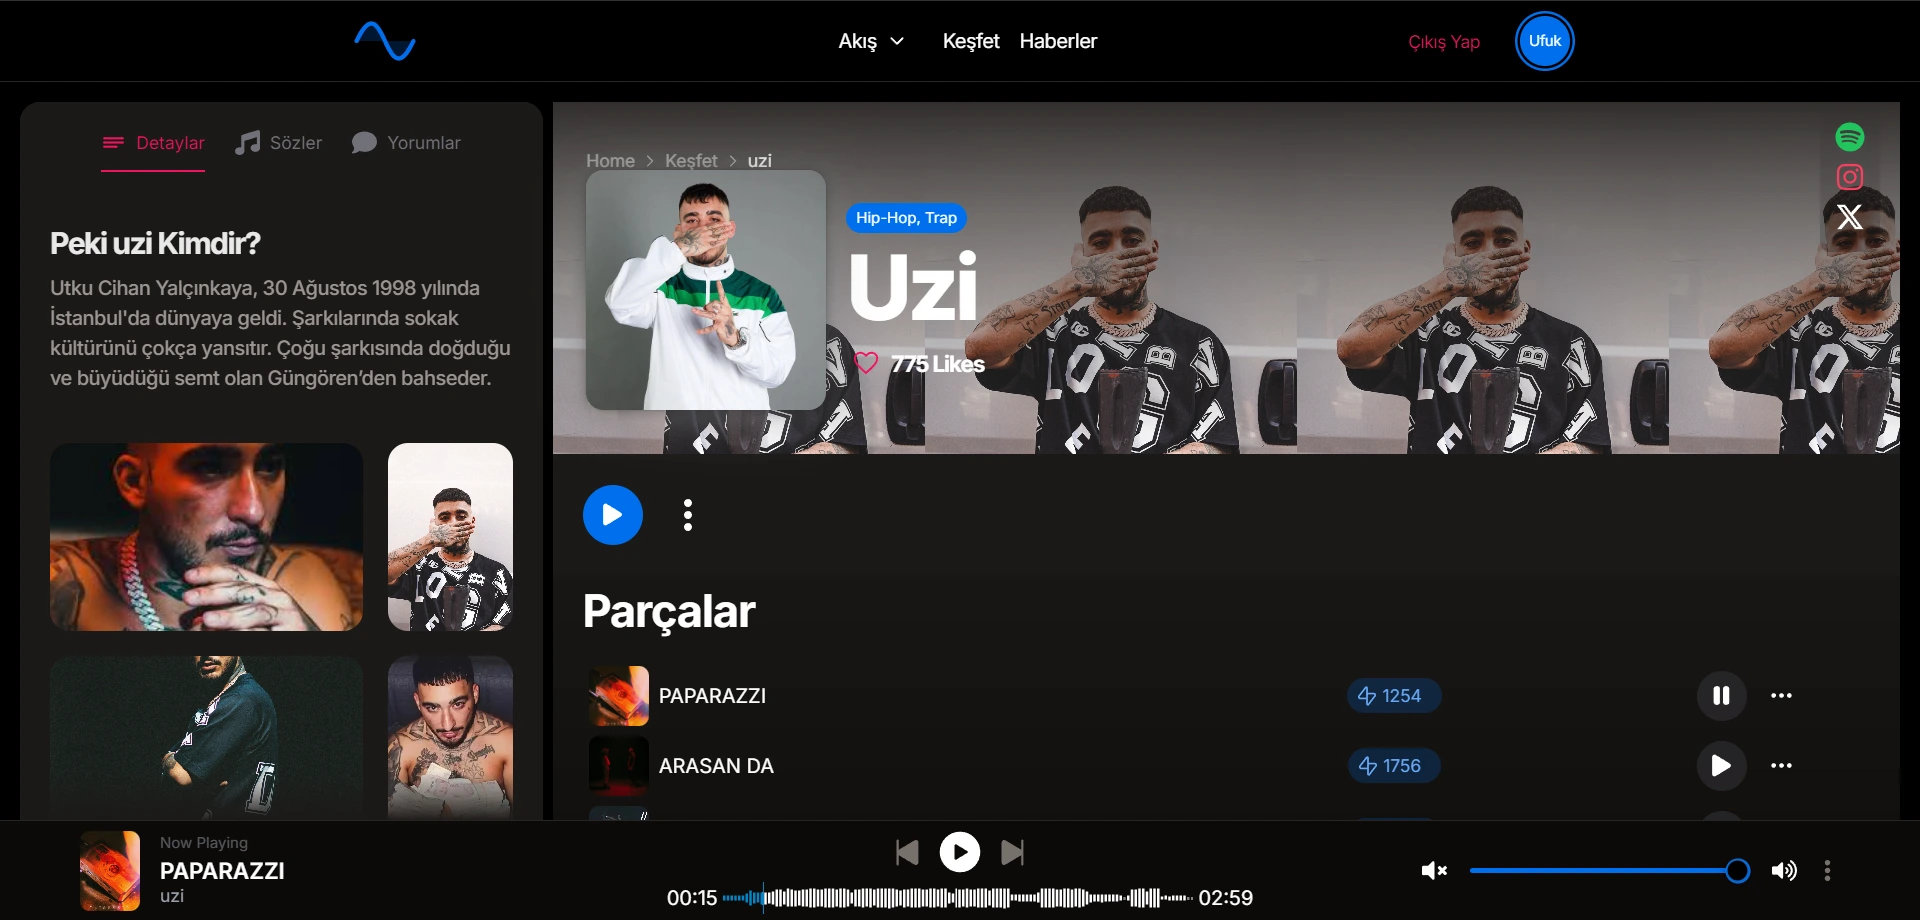 Akış
Keşfet
Haberler
Çıkış Yap
Ufuk
Detaylar
Sözler
Yorumlar
Peki uzi Kimdir?
Utku Cihan Yalçınkaya, 30 Ağustos 1998 yılında
İstanbul'da dünyaya geldi. Şarkılarında sokak
kültürünü çokça yansıtır. Çoğu şarkısında doğduğu
ve büyüdüğü semt olan Güngören’den bahseder.
Home > Keşfet > uzi
Hip-Hop, Trap
Uzi
775 Likes
Parçalar
PAPARAZZI
1254
ARASAN DA
1756
Now Playing
PAPARAZZI
uzi
00:15
02:59